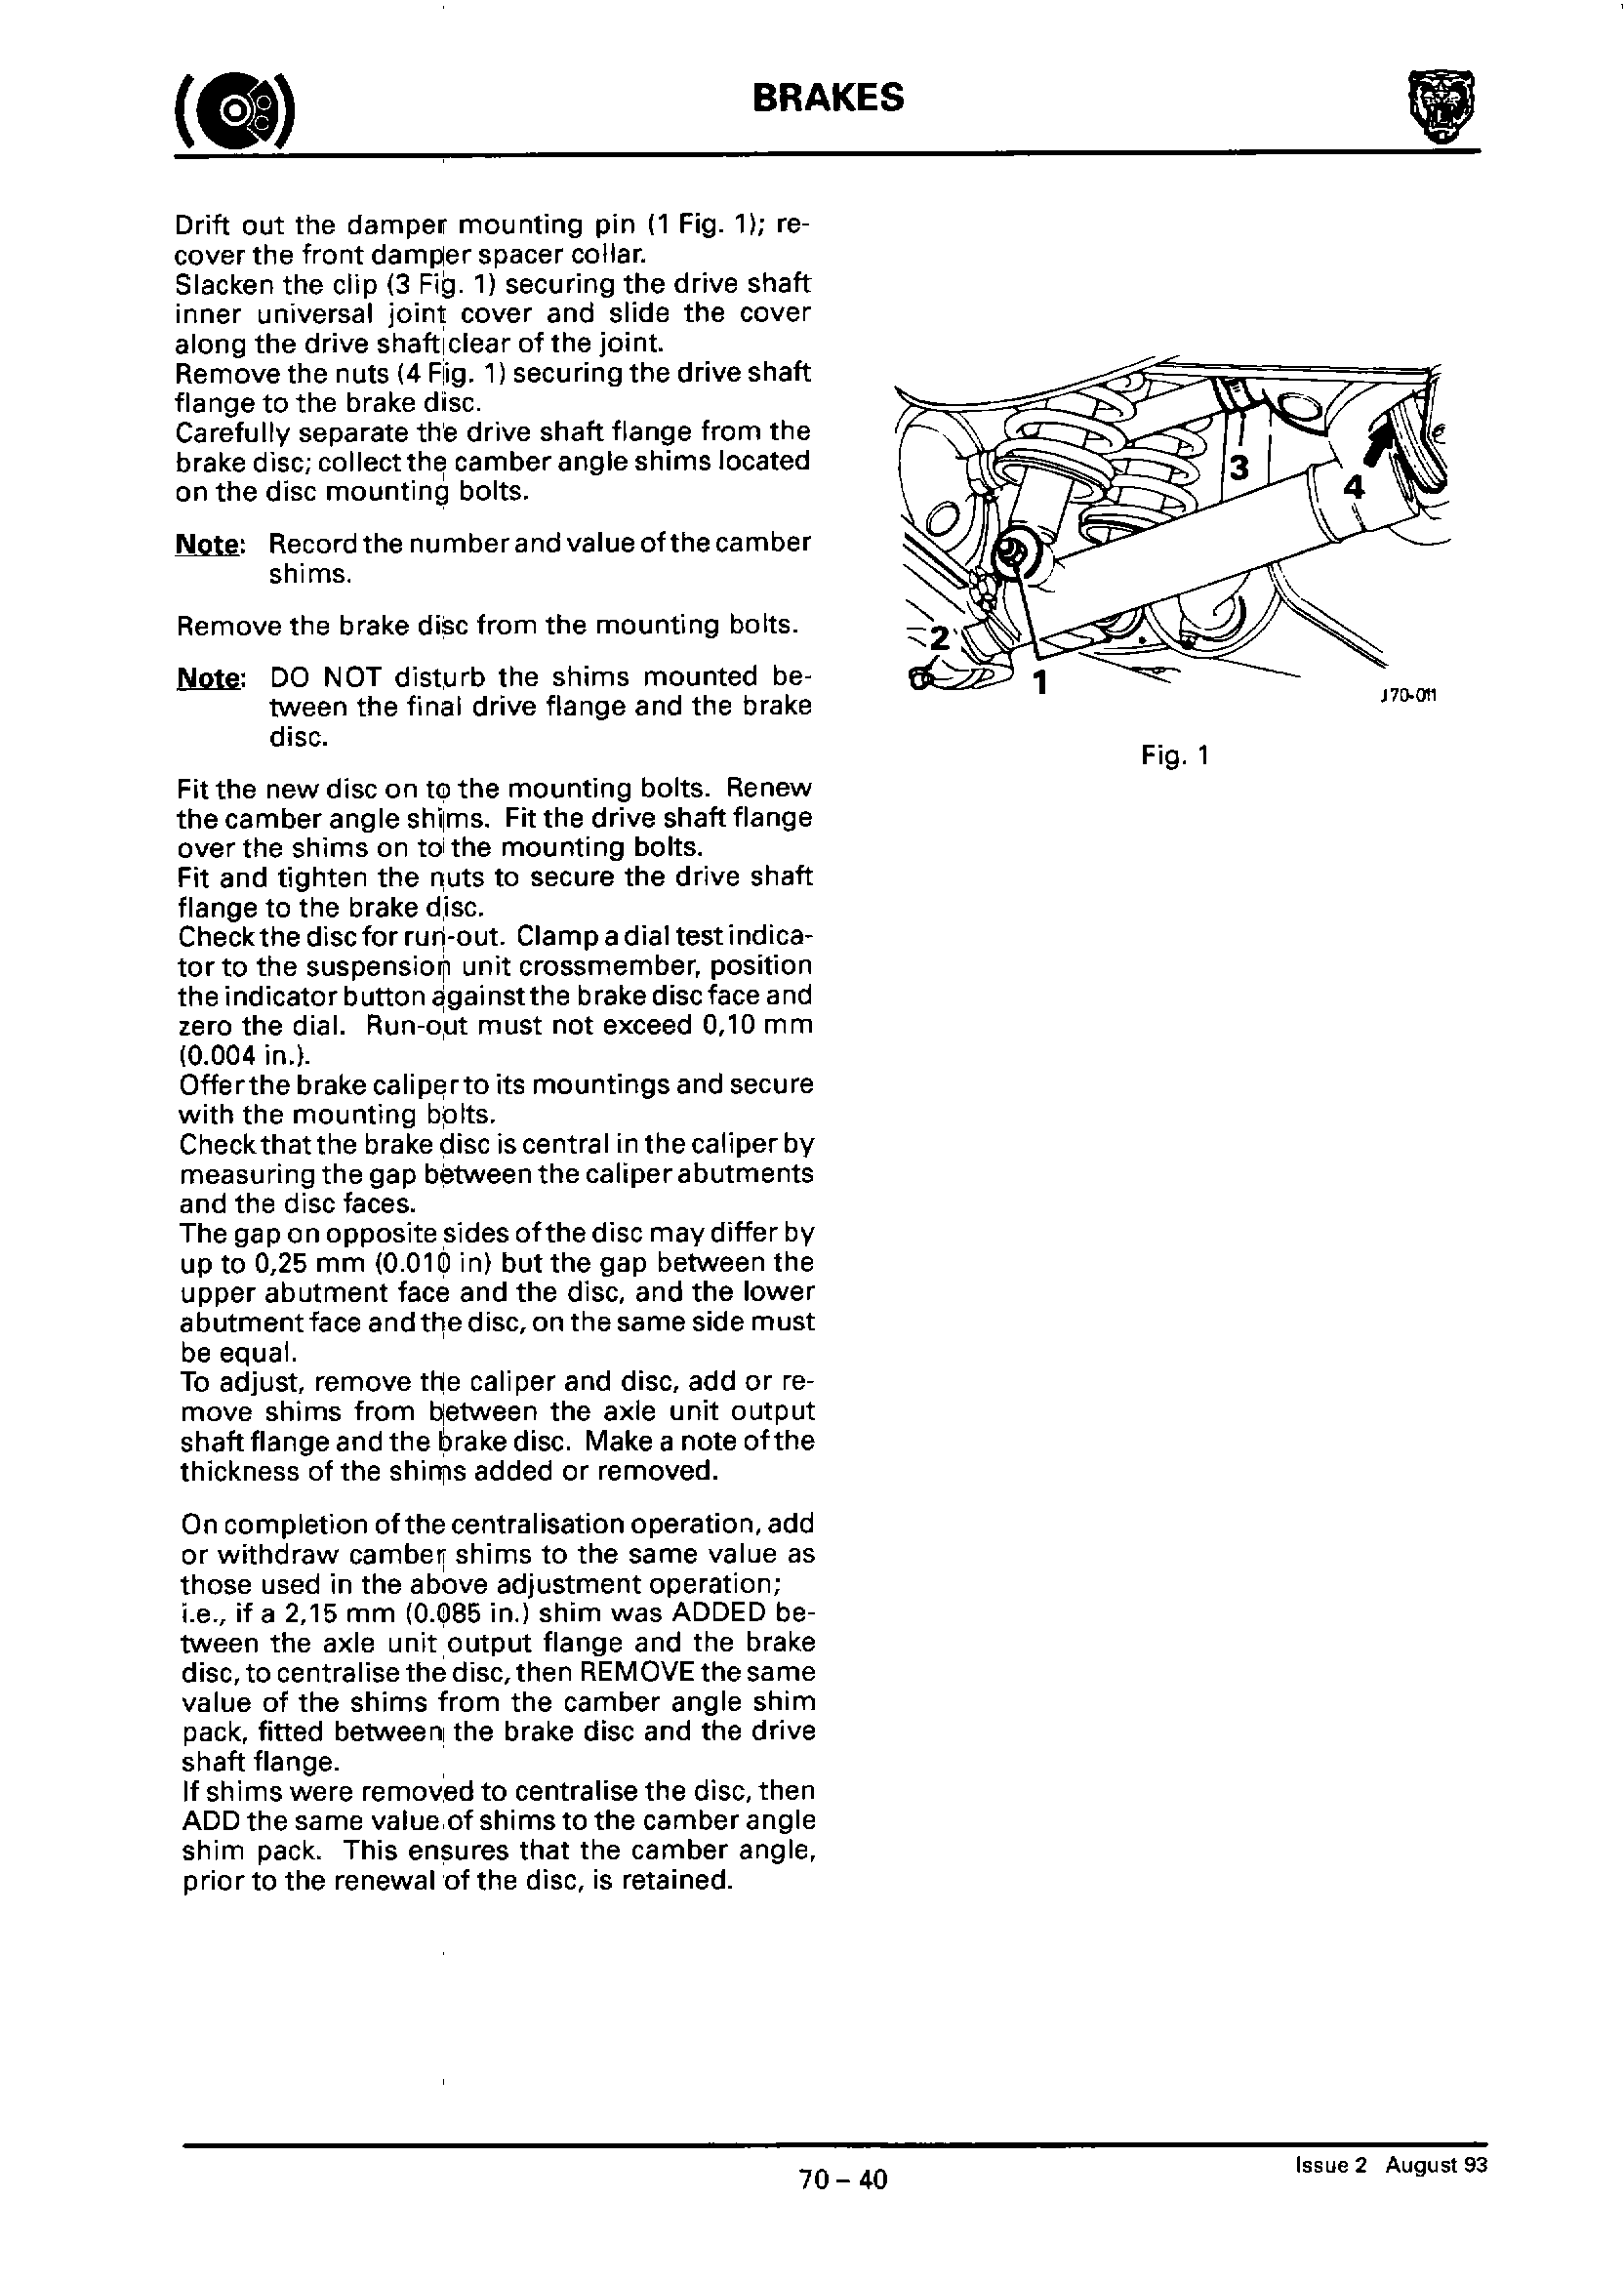 BRAKES
Drift out the damper mounting pin (1 Fig. 1); re-
cover the front damper spacer collar.
Slacken the clip (3 Fig. 1) securing the drive shaft
inner universal joint cover and slide the cover
along the drive shaft clear of the joint.
Remove the nuts (4 Fig. 1) securing the drive shaft
flange to the brake disc.
Carefully separate the drive shaft flange from the
brake disc; collect the camber angle shims located
on the disc mounting bolts.
Note: Record the number and value of the camber
shims.
Remove the brake disc from the mounting bolts.
Note: DO NOT disturb the shims mounted be-
tween the final drive flange and the brake
disc.
Fit the new disc on to the mounting bolts. Renew
the camber angle shims. Fit the drive shaft flange
over the shims on to the mounting bolts.
Fit and tighten the nuts to secure the drive shaft
flange to the brake disc.
Check the disc for run-out. Clamp a dial test indica-
tor to the suspension unit crossmember, position
the indicator button against the brake disc face and
zero the dial. Run-out must not exceed 0,10 mm
(0.004 in.).
Offer the brake caliper to its mountings and secure
with the mounting bolts.
Check that the brake disc is central in the caliper by
measuring the gap between the caliper abutments
and the disc faces.
The gap on opposite sides of the disc may differ by
up to 0,25 mm (0.010 in) but the gap between the
upper abutment face and the disc, and the lower
abutment face and the disc, on the same side must
be equal.
To adjust, remove the caliper and disc, add or re-
move shims from between the axle unit output
shaft flange and the brake disc. Make a note of the
thickness of the shims added or removed.
On completion of the centralisation operation, add
or withdraw camber shims to the same value as
those used in the above adjustment operation;
i.e., if a 2,15 mm (0.085 in.) shim was ADDED be-
tween the axle unit output flange and the brake
disc, to centralise the disc, then REMOVE the same
value of the shims from the camber angle shim
pack, fitted between the brake disc and the drive
shaft flange.
If shims were removed to centralise the disc, then
ADD the same value of shims to the camber angle
shim pack. This ensures that the camber angle,
prior to the renewal of the disc, is retained.
3
4
2
1
J70-011
Fig. 1
70 – 40
Issue 2 August 93